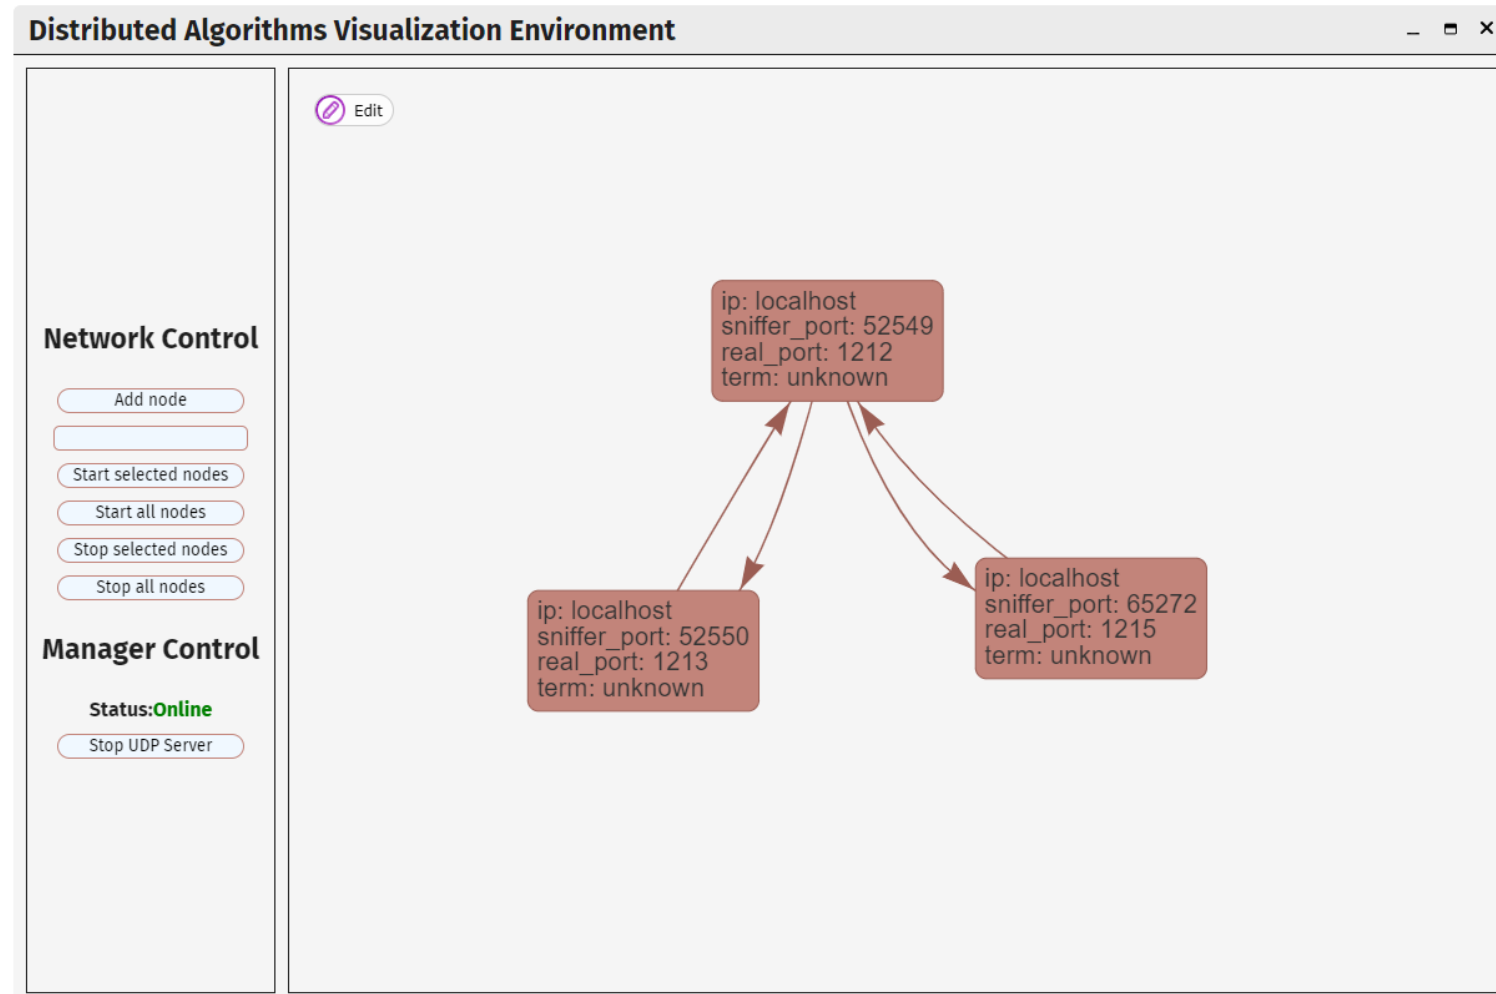 Distributed Algorithms Visualization Environment
Edit
Network Control
Add node
Start selected nodes
Start all nodes
Stop selected nodes
Stop all nodes
Manager Control
Status:Online
Stop UDP Server
ip: localhost
sniffer_port: 52549
real_port: 1212
term: unknown
ip: localhost
sniffer_port: 52550
real_port: 1213
term: unknown
ip: localhost
sniffer_port: 65272
real_port: 1215
term: unknown